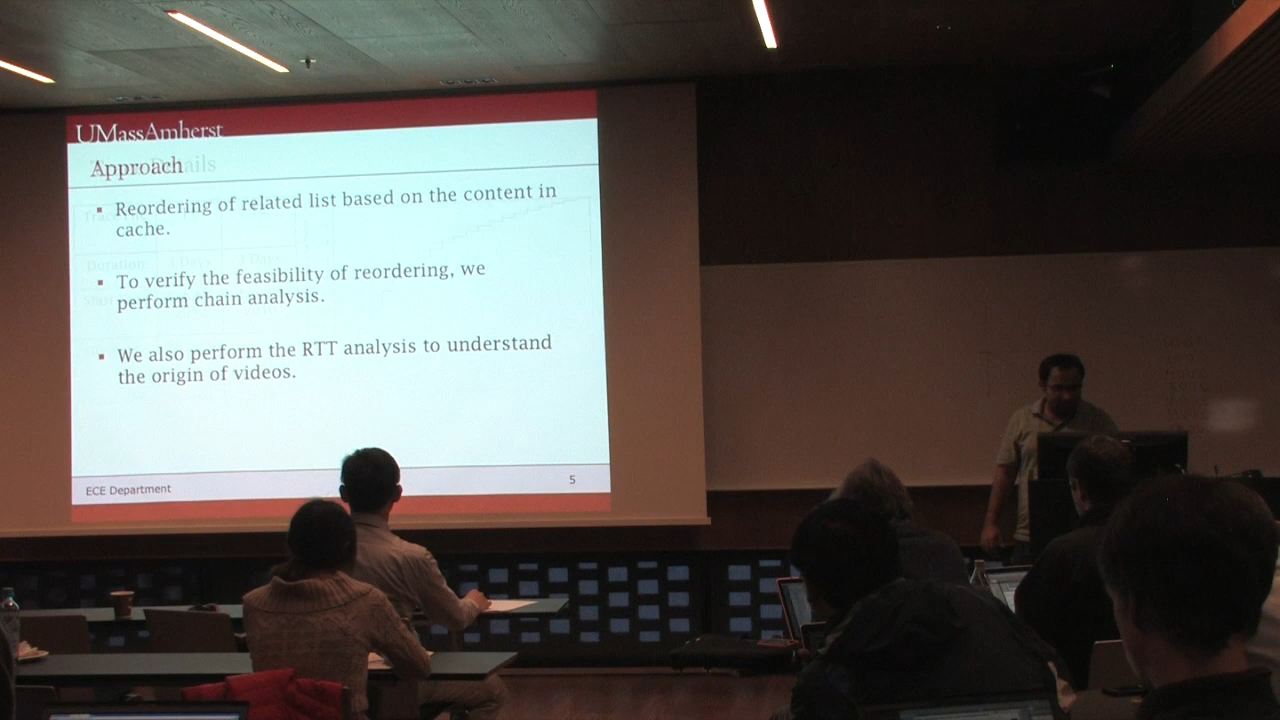 UMassAmherst
Approach
Reordering of related list based on the content in
cache.
To verify the feasibility of reordering, we
perform chain analysis.
We also perform the RTT analysis to understand
the origin of videos.
ECE Department
5